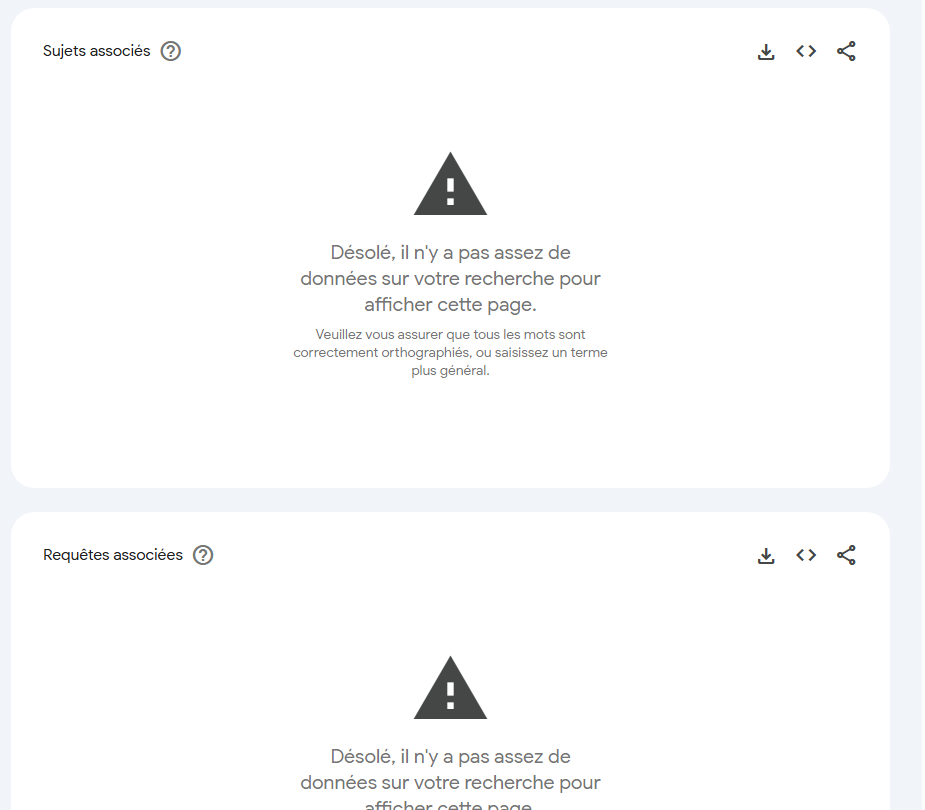 Sujets associés
Désolé, il n'y a pas assez de
données sur votre recherche pour
afficher cette page.
Veuillez vous assurer que tous les mots sont
correctement orthographiés, ou saisissez un terme
plus général.
Requêtes associées
Désolé, il n'y a pas assez de
données sur votre recherche pour
afficher cette page.